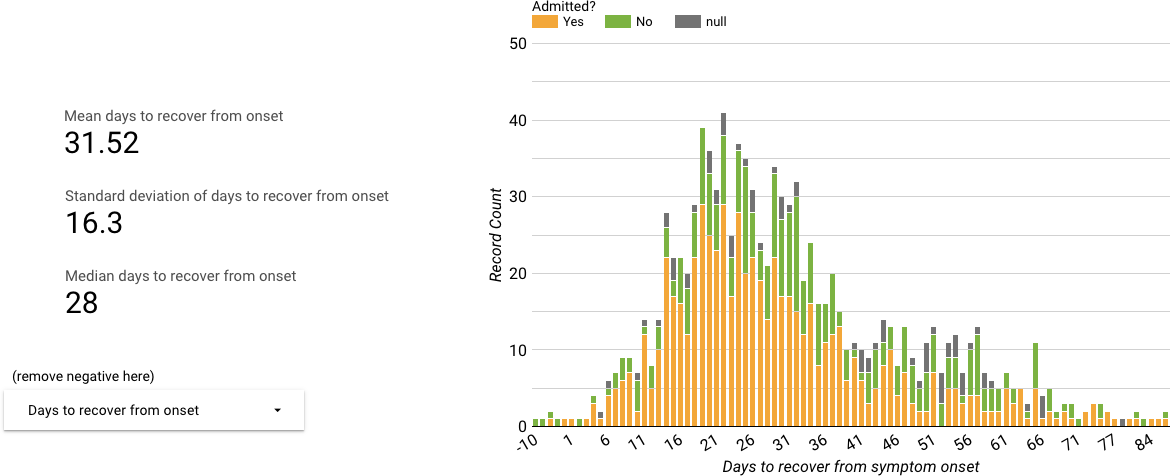 Admitted?
Yes No null
50
40
30
20
10
0
Record Count
-10 1 6 11 16 21 26 31 36 41 46 51 56 61 66 71 77 84
Days to recover from symptom onset
Mean days to recover from onset
31.52
Standard deviation of days to recover from onset
16.3
Median days to recover from onset
28
(remove negative here)
Days to recover from onset